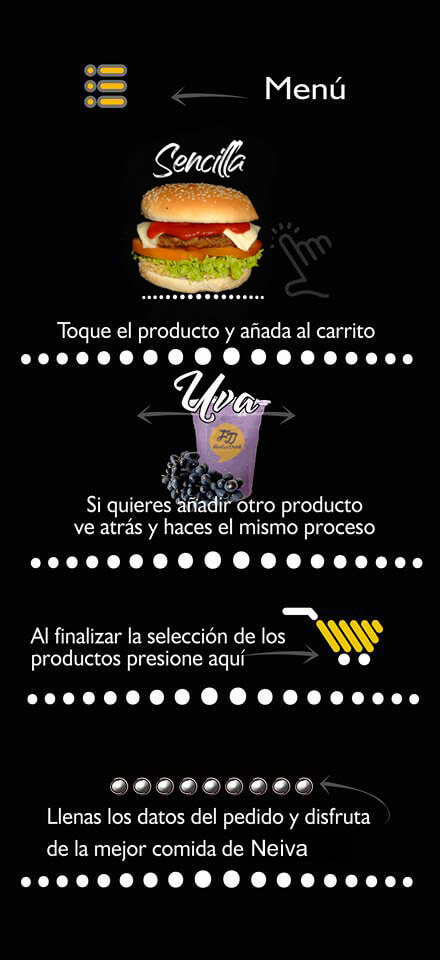 Menú
Sencilla
Toque el producto y añada al carrito
Uva
FD
Si quieres añadir otro producto
ve atrás y haces el mismo proceso
Al finalizar la selección de los
productos presione aquí
Llenas los datos del pedido y disfruta
de la mejor comida de Neiva